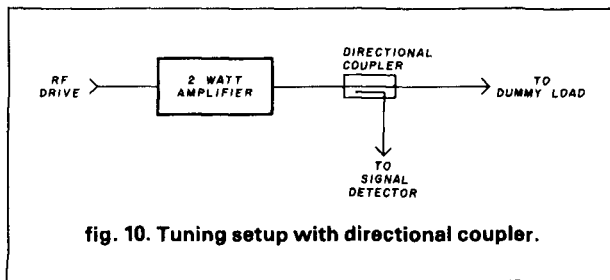 RF
DRIVE
2 WATT
AMPLIFIER
DIRECTIONAL
COUPLER
TO
DUMMY LOAD
TO
SIGNAL
DETECTOR
fig. 10. Tuning setup with directional coupler.